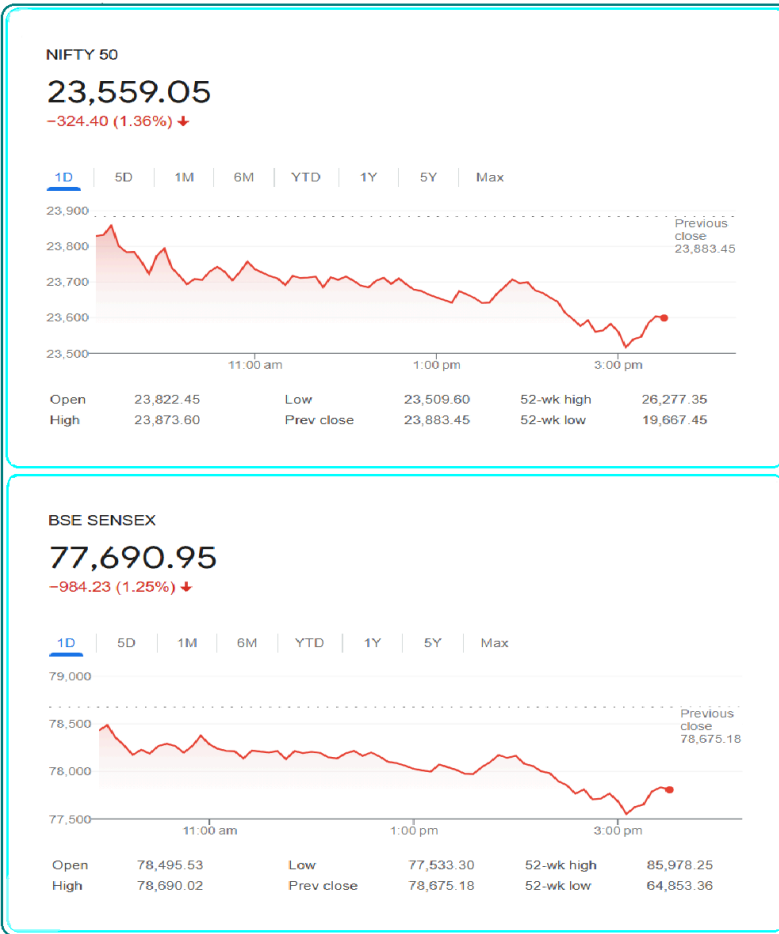 NIFTY 50
23,559.05
−324.40 (1.36%)
1D 5D 1M 6M YTD 1Y 5Y Max
23,900
Previous
close
23,883.45
23,800
23,700
23,600
23,500
11:00 am 1:00 pm 3:00 pm
Open 23,822.45 Low 23,509.60 52-wk high 26,277.35
High 23,873.60 Prev close 23,883.45 52-wk low 19,667.45
BSE SENSEX
77,690.95
−984.23 (1.25%)
1D 5D 1M 6M YTD 1Y 5Y Max
79,000
Previous
close
78,675.18
78,500
78,000
77,500
11:00 am 1:00 pm 3:00 pm
Open 78,495.53 Low 77,533.30 52-wk high 85,978.25
High 78,690.02 Prev close 78,675.18 52-wk low 64,853.36